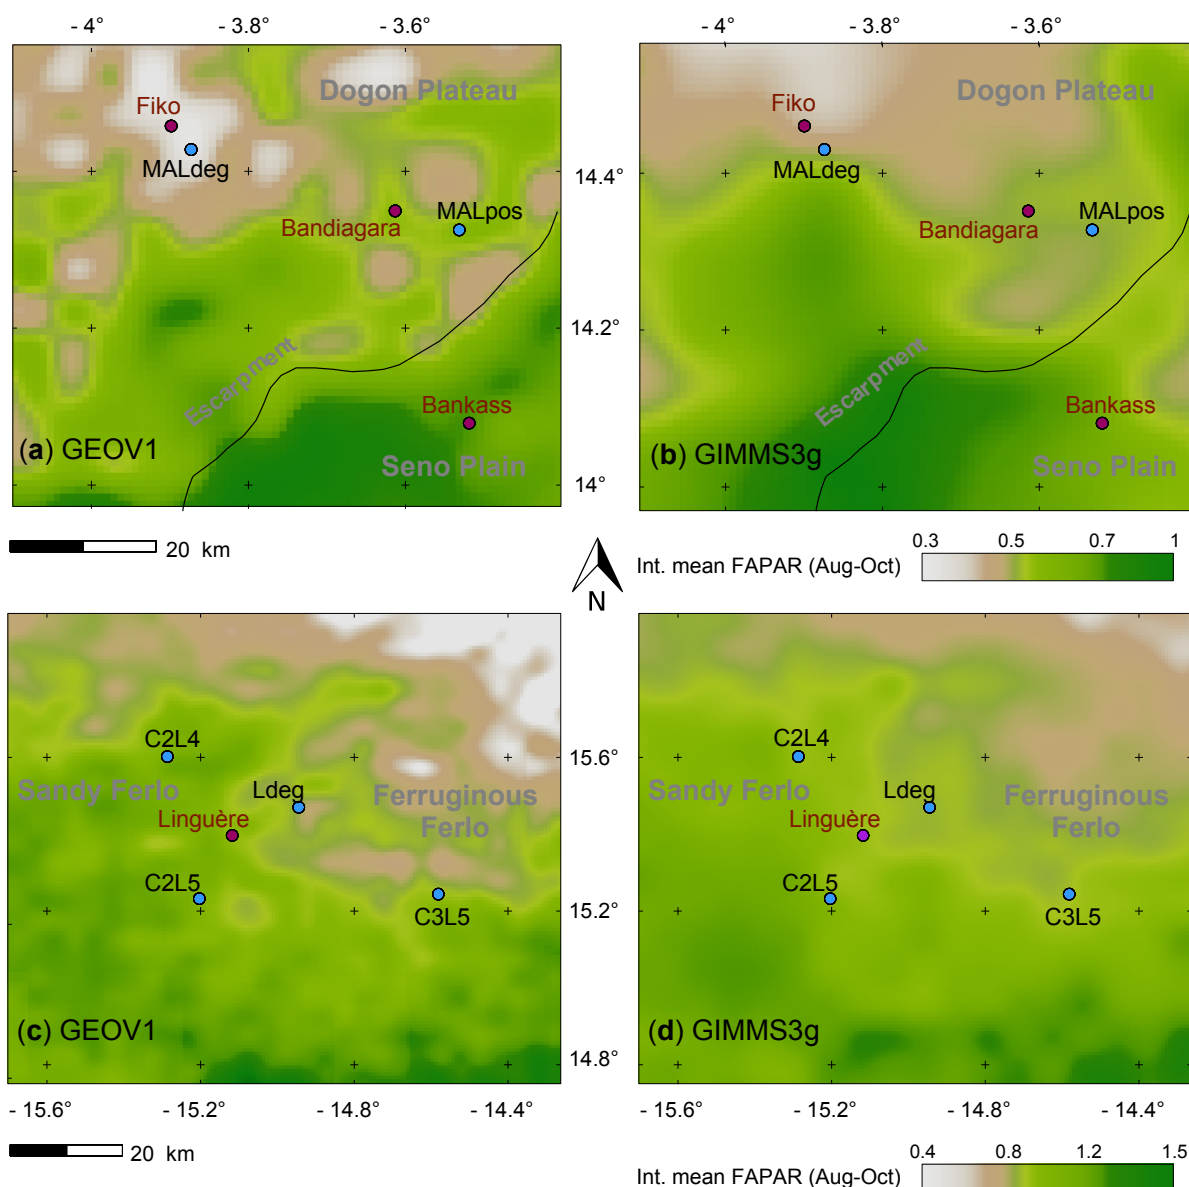 - 4° - 3.8° - 3.6° - 4° - 3.8° - 3.6°
Dogon Plateau
Fiko
MALdeg
MALpos
Bandiagara
Escarpment
Bankass
Seno Plain
(a) GEOV1
Dogon Plateau
Fiko
MALdeg
MALpos
Bandiagara
Escarpment
Bankass
Seno Plain
(b) GIMMS3g
14.4°
14.2°
14°
20 km
N
0.3 0.5 0.7 1
Int. mean FAPAR (Aug-Oct)
C2L4
Sandy Ferlo
Ldeg
Ferruginous
Ferlo
Linguère
C2L5
C3L5
(c) GEOV1
C2L4
Sandy Ferlo
Ldeg
Ferruginous
Ferlo
Linguère
C2L5
C3L5
(d) GIMMS3g
15.6°
15.2°
14.8°
- 15.6° - 15.2° - 14.8° - 14.4° - 15.6° - 15.2° - 14.8° - 14.4°
20 km
0.4 0.8 1.2 1.5
Int. mean FAPAR (Aug-Oct)